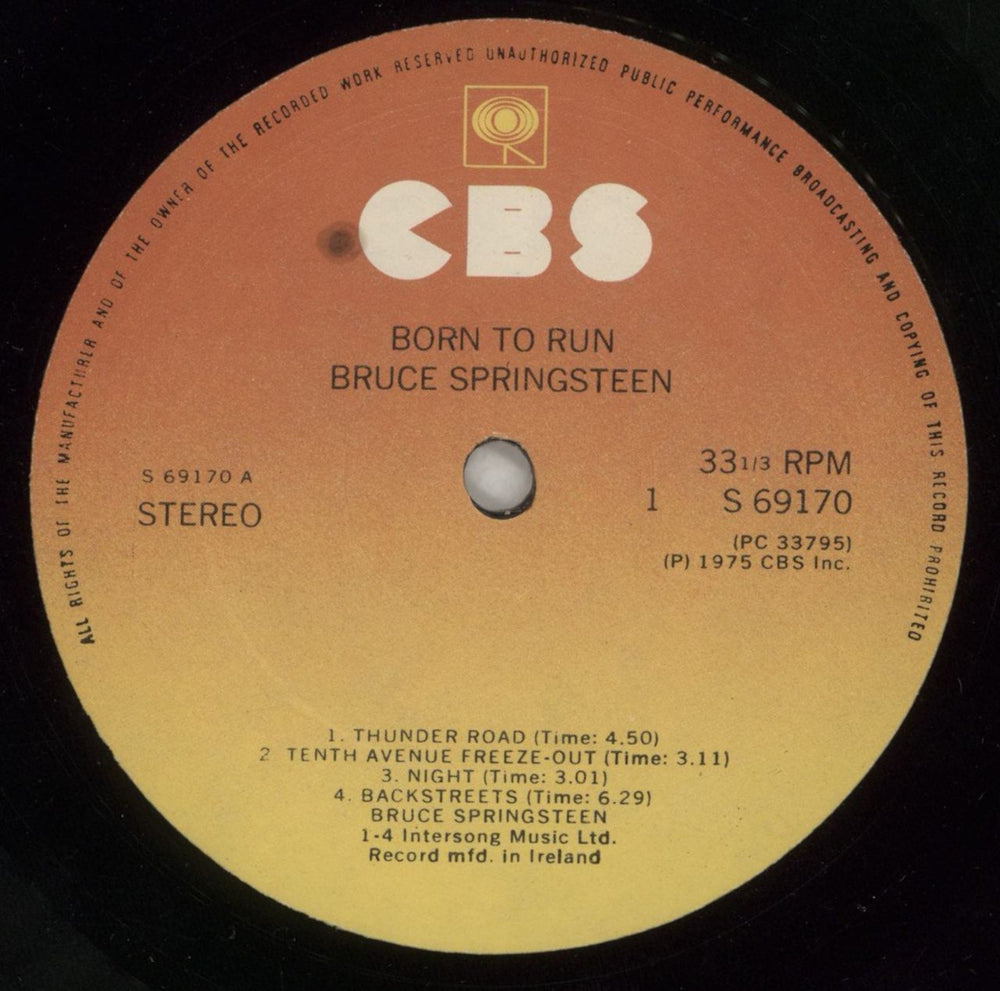 ALL RIGHTS OF THE MANUFACTURER AND OF THE OWNER OF THE RECORDED WORK RESERVED UNAUTHORIZED PUBLIC PERFORMANCE BROADCASTING AND COPYING OF THIS RECORD PROHIBITED
CBS
BORN TO RUN
BRUCE SPRINGSTEEN
S 69170 A
STEREO
33 1/3 RPM
1 S 69170
(PC 33795)
(P) 1975 CBS Inc.
1. THUNDER ROAD (Time: 4.50)
2 TENTH AVENUE FREEZE-OUT (Time: 3.11)
3. NIGHT (Time: 3.01)
4. BACKSTREETS (Time: 6.29)
BRUCE SPRINGSTEEN
1-4 Intersong Music Ltd.
Record mfd. in Ireland